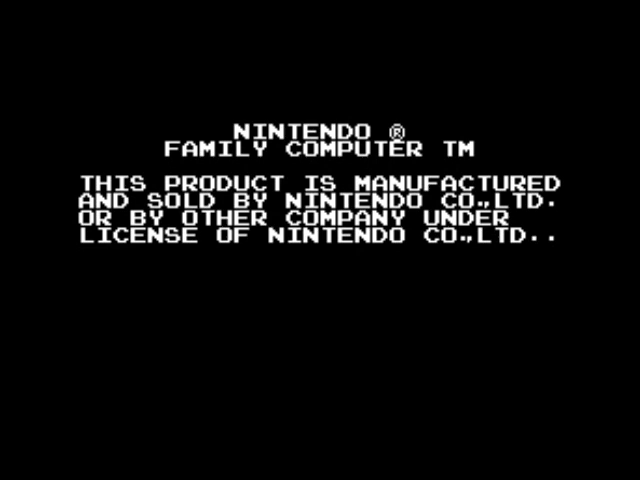 NINTENDO ®
FAMILY COMPUTER TM
THIS PRODUCT IS MANUFACTURED
AND SOLD BY NINTENDO CO.,LTD.
OR BY OTHER COMPANY UNDER
LICENSE OF NINTENDO CO.,LTD..